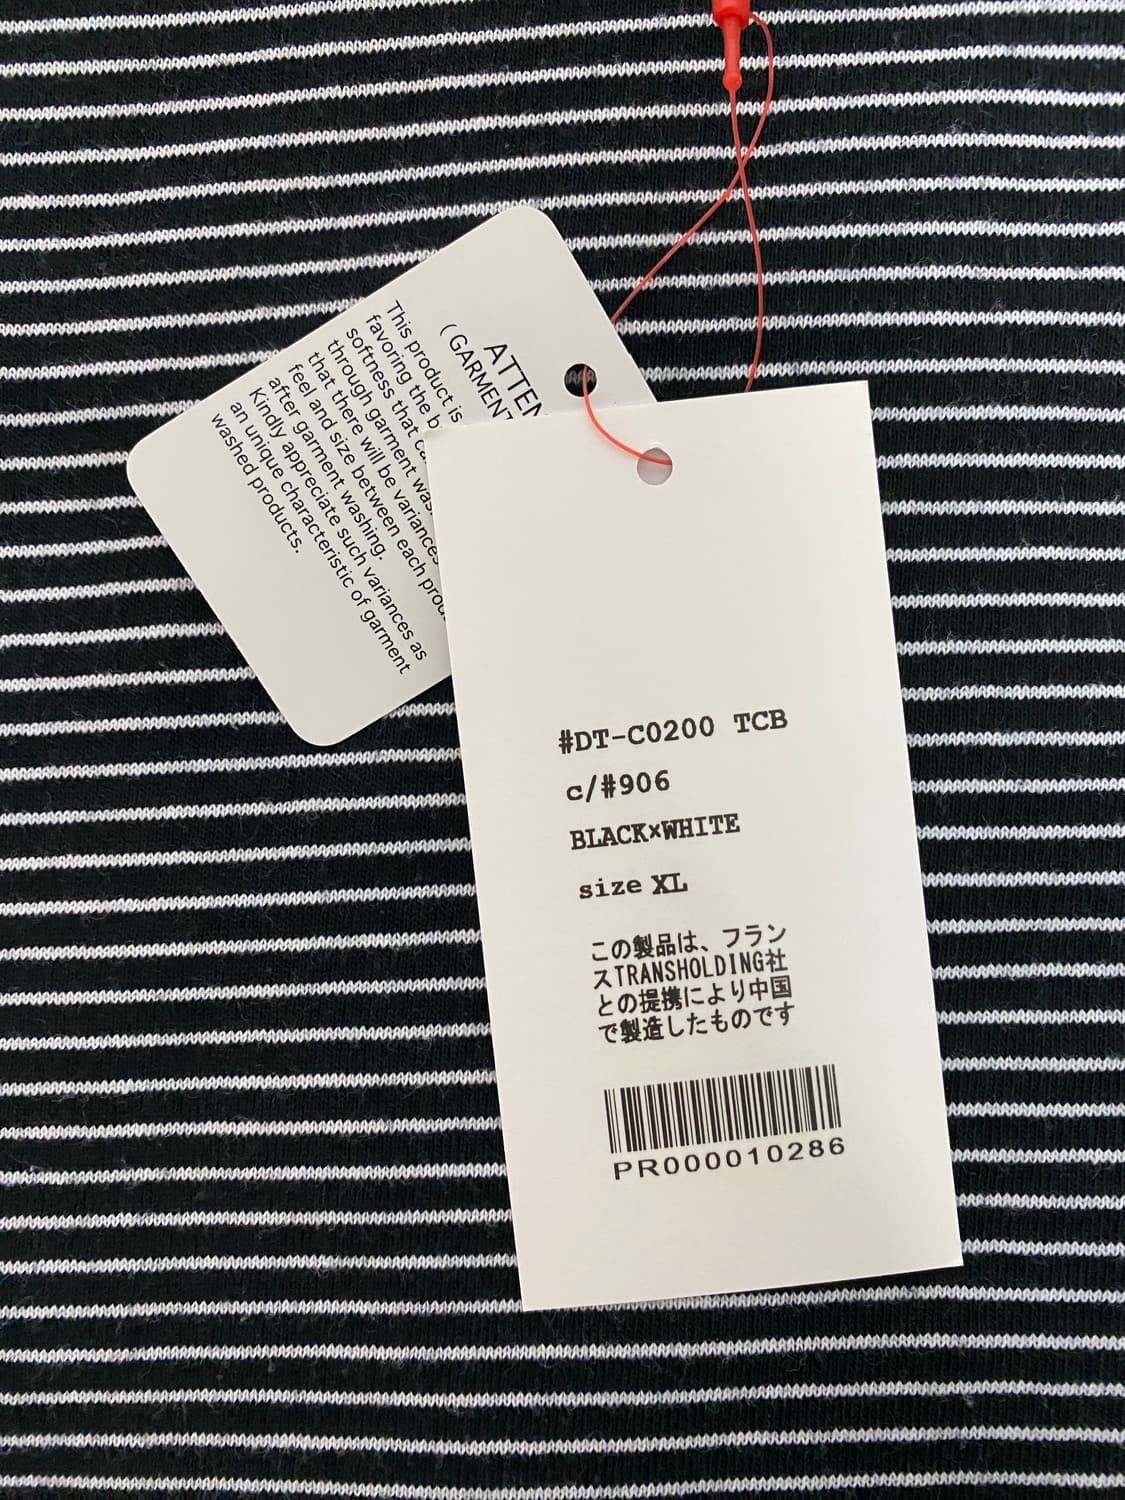 ATTEN
( GARMENT
This product is
favoring the b
softness that
through garment
that there will be variances
feel and size between each
after garment washing.
Kindly appreciate such variances as
an unique characteristic of garment
washed products.
#DT-C0200 TCB
c/#906
BLACK×WHITE
size XL
この製品は、フラン
スTRANSHOLDING社
との提携により中国
で製造したものです
PR000010286